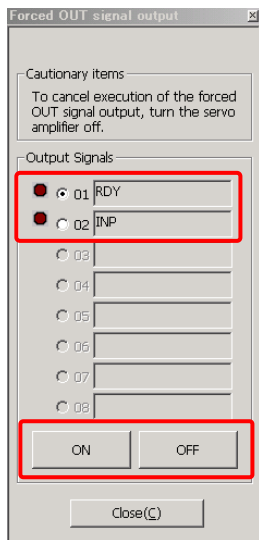 Forced OUT signal output
Cautionary items
To cancel execution of the forced
OUT signal output, turn the servo
amplifier off.
Output Signals
01 RDY
02 INP
03
04
05
06
07
08
ON OFF
Close(C)